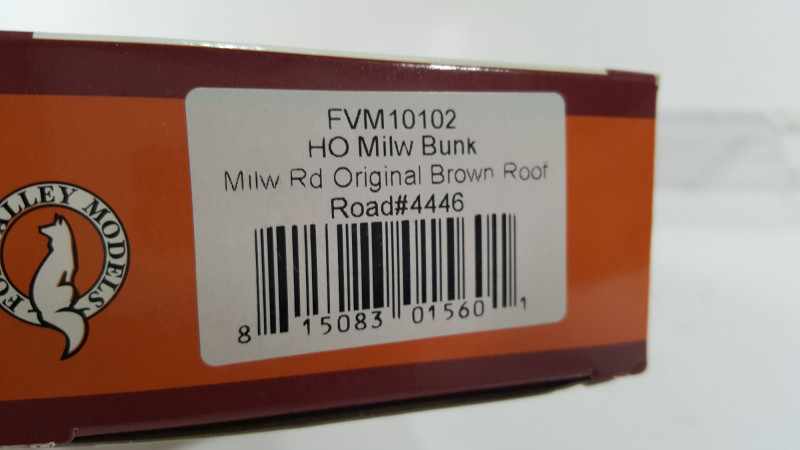 FVM10102
HO Milw Bunk
Milw Rd Original Brown Roof
Road#4446
8 15083 01560 1
ALLEY MODELS